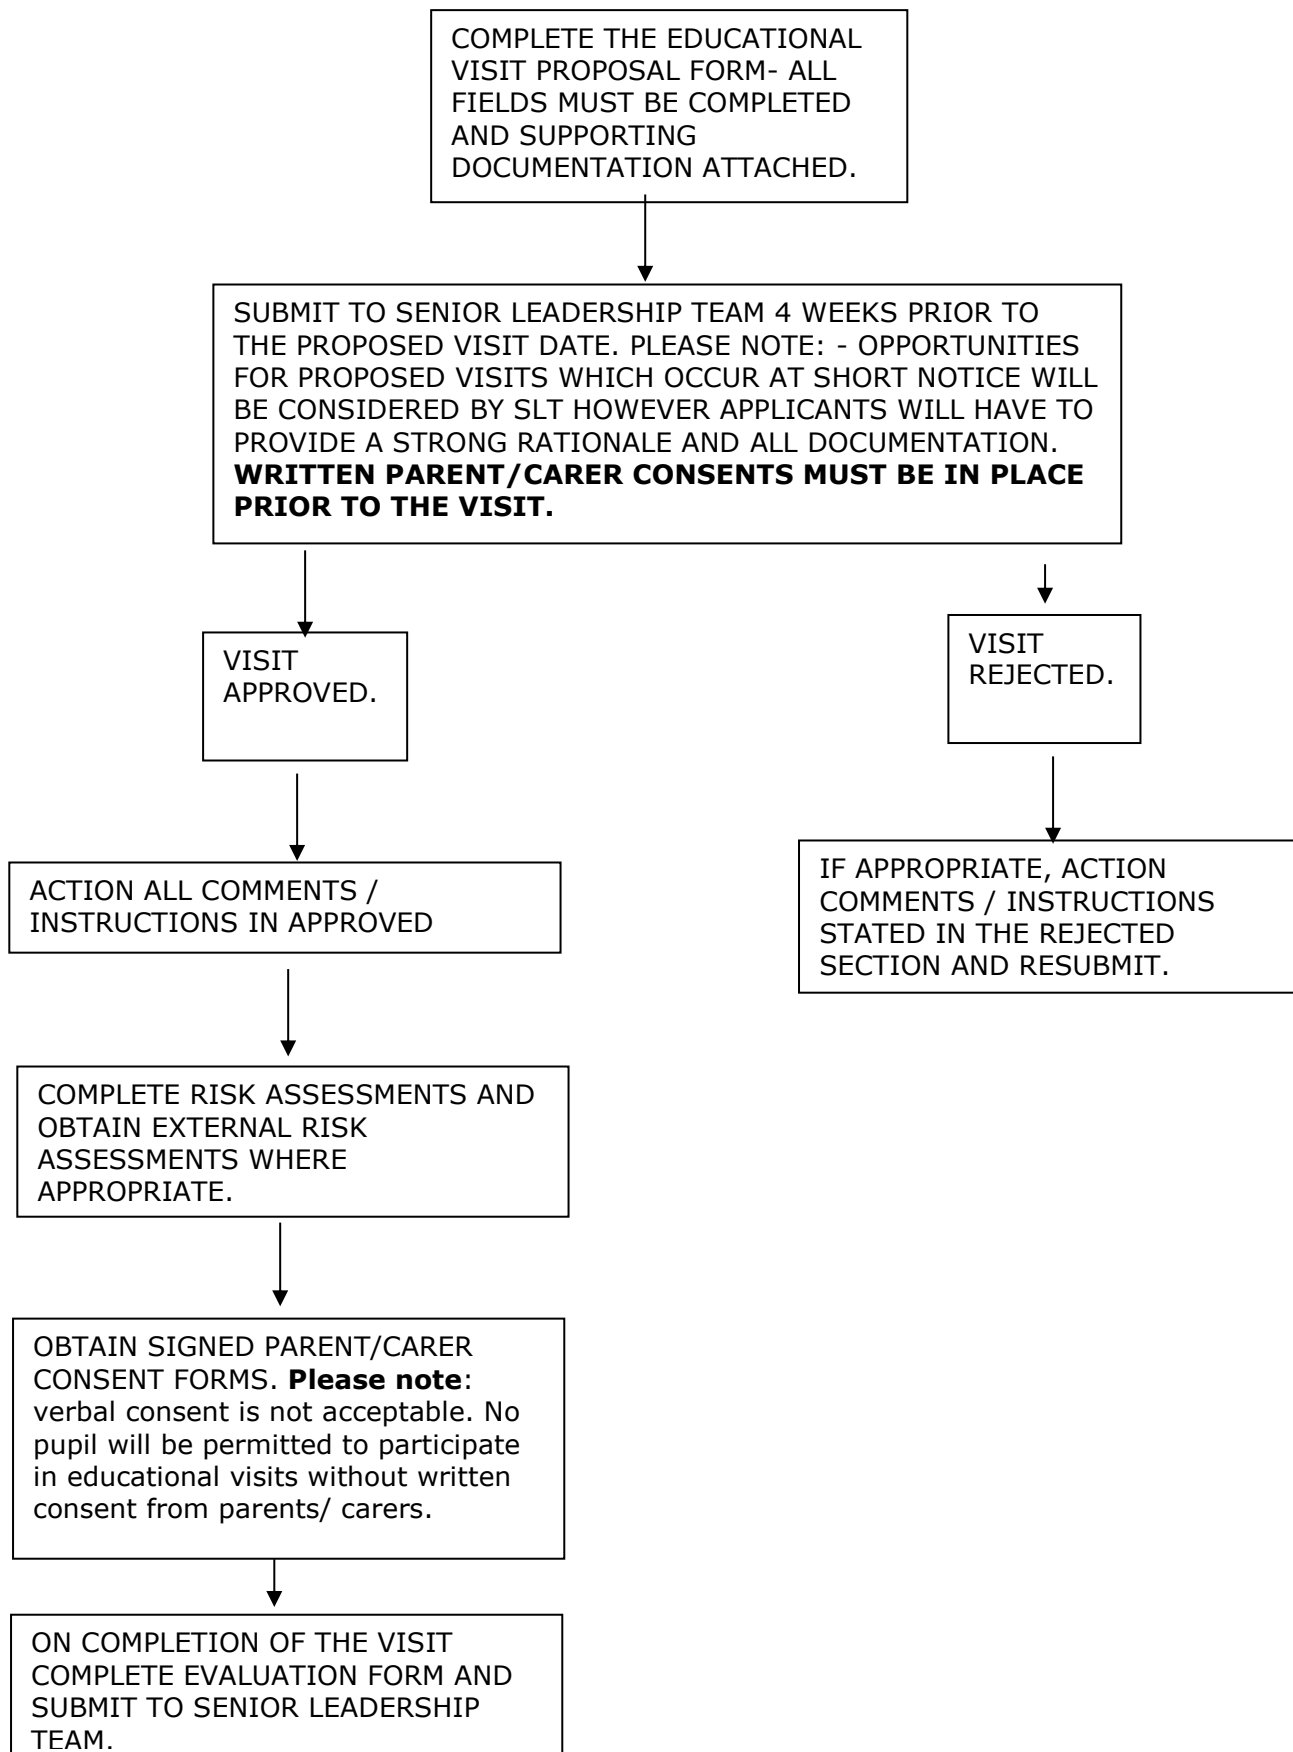 COMPLETE THE EDUCATIONAL
VISIT PROPOSAL FORM- ALL
FIELDS MUST BE COMPLETED
AND SUPPORTING
DOCUMENTATION ATTACHED.
SUBMIT TO SENIOR LEADERSHIP TEAM 4 WEEKS PRIOR TO
THE PROPOSED VISIT DATE. PLEASE NOTE: - OPPORTUNITIES
FOR PROPOSED VISITS WHICH OCCUR AT SHORT NOTICE WILL
BE CONSIDERED BY SLT HOWEVER APPLICANTS WILL HAVE TO
PROVIDE A STRONG RATIONALE AND ALL DOCUMENTATION.
WRITTEN PARENT/CARER CONSENTS MUST BE IN PLACE
PRIOR TO THE VISIT.
VISIT
APPROVED.
VISIT
REJECTED.
ACTION ALL COMMENTS /
INSTRUCTIONS IN APPROVED
IF APPROPRIATE, ACTION
COMMENTS / INSTRUCTIONS
STATED IN THE REJECTED
SECTION AND RESUBMIT.
COMPLETE RISK ASSESSMENTS AND
OBTAIN EXTERNAL RISK
ASSESSMENTS WHERE
APPROPRIATE.
OBTAIN SIGNED PARENT/CARER
CONSENT FORMS. Please note:
verbal consent is not acceptable. No
pupil will be permitted to participate
in educational visits without written
consent from parents/ carers.
ON COMPLETION OF THE VISIT
COMPLETE EVALUATION FORM AND
SUBMIT TO SENIOR LEADERSHIP
TEAM.